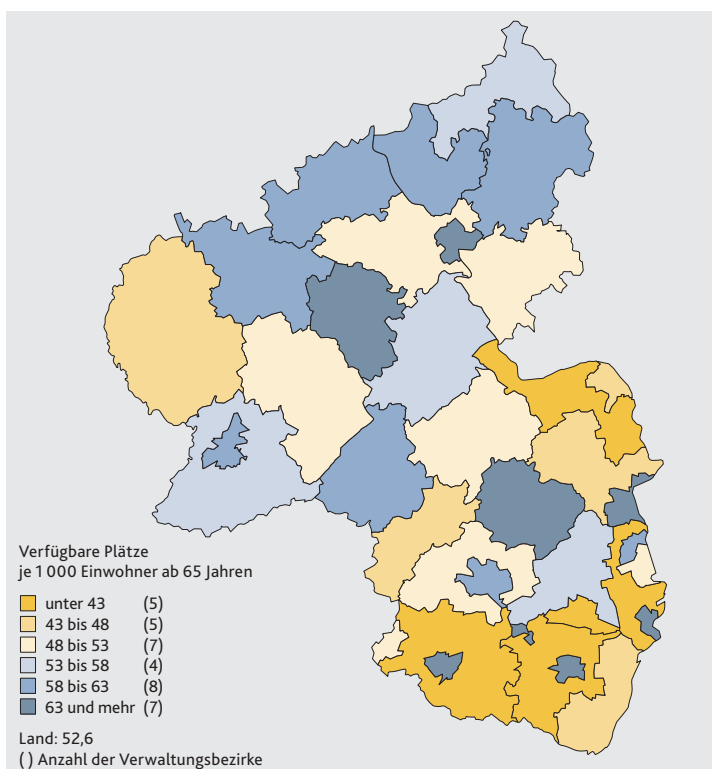 Verfügbare Plätze
je 1 000 Einwohner ab 65 Jahren
unter 43 (5)
43 bis 48 (5)
48 bis 53 (7)
53 bis 58 (4)
58 bis 63 (8)
63 und mehr (7)
Land: 52,6
( ) Anzahl der Verwaltungsbezirke